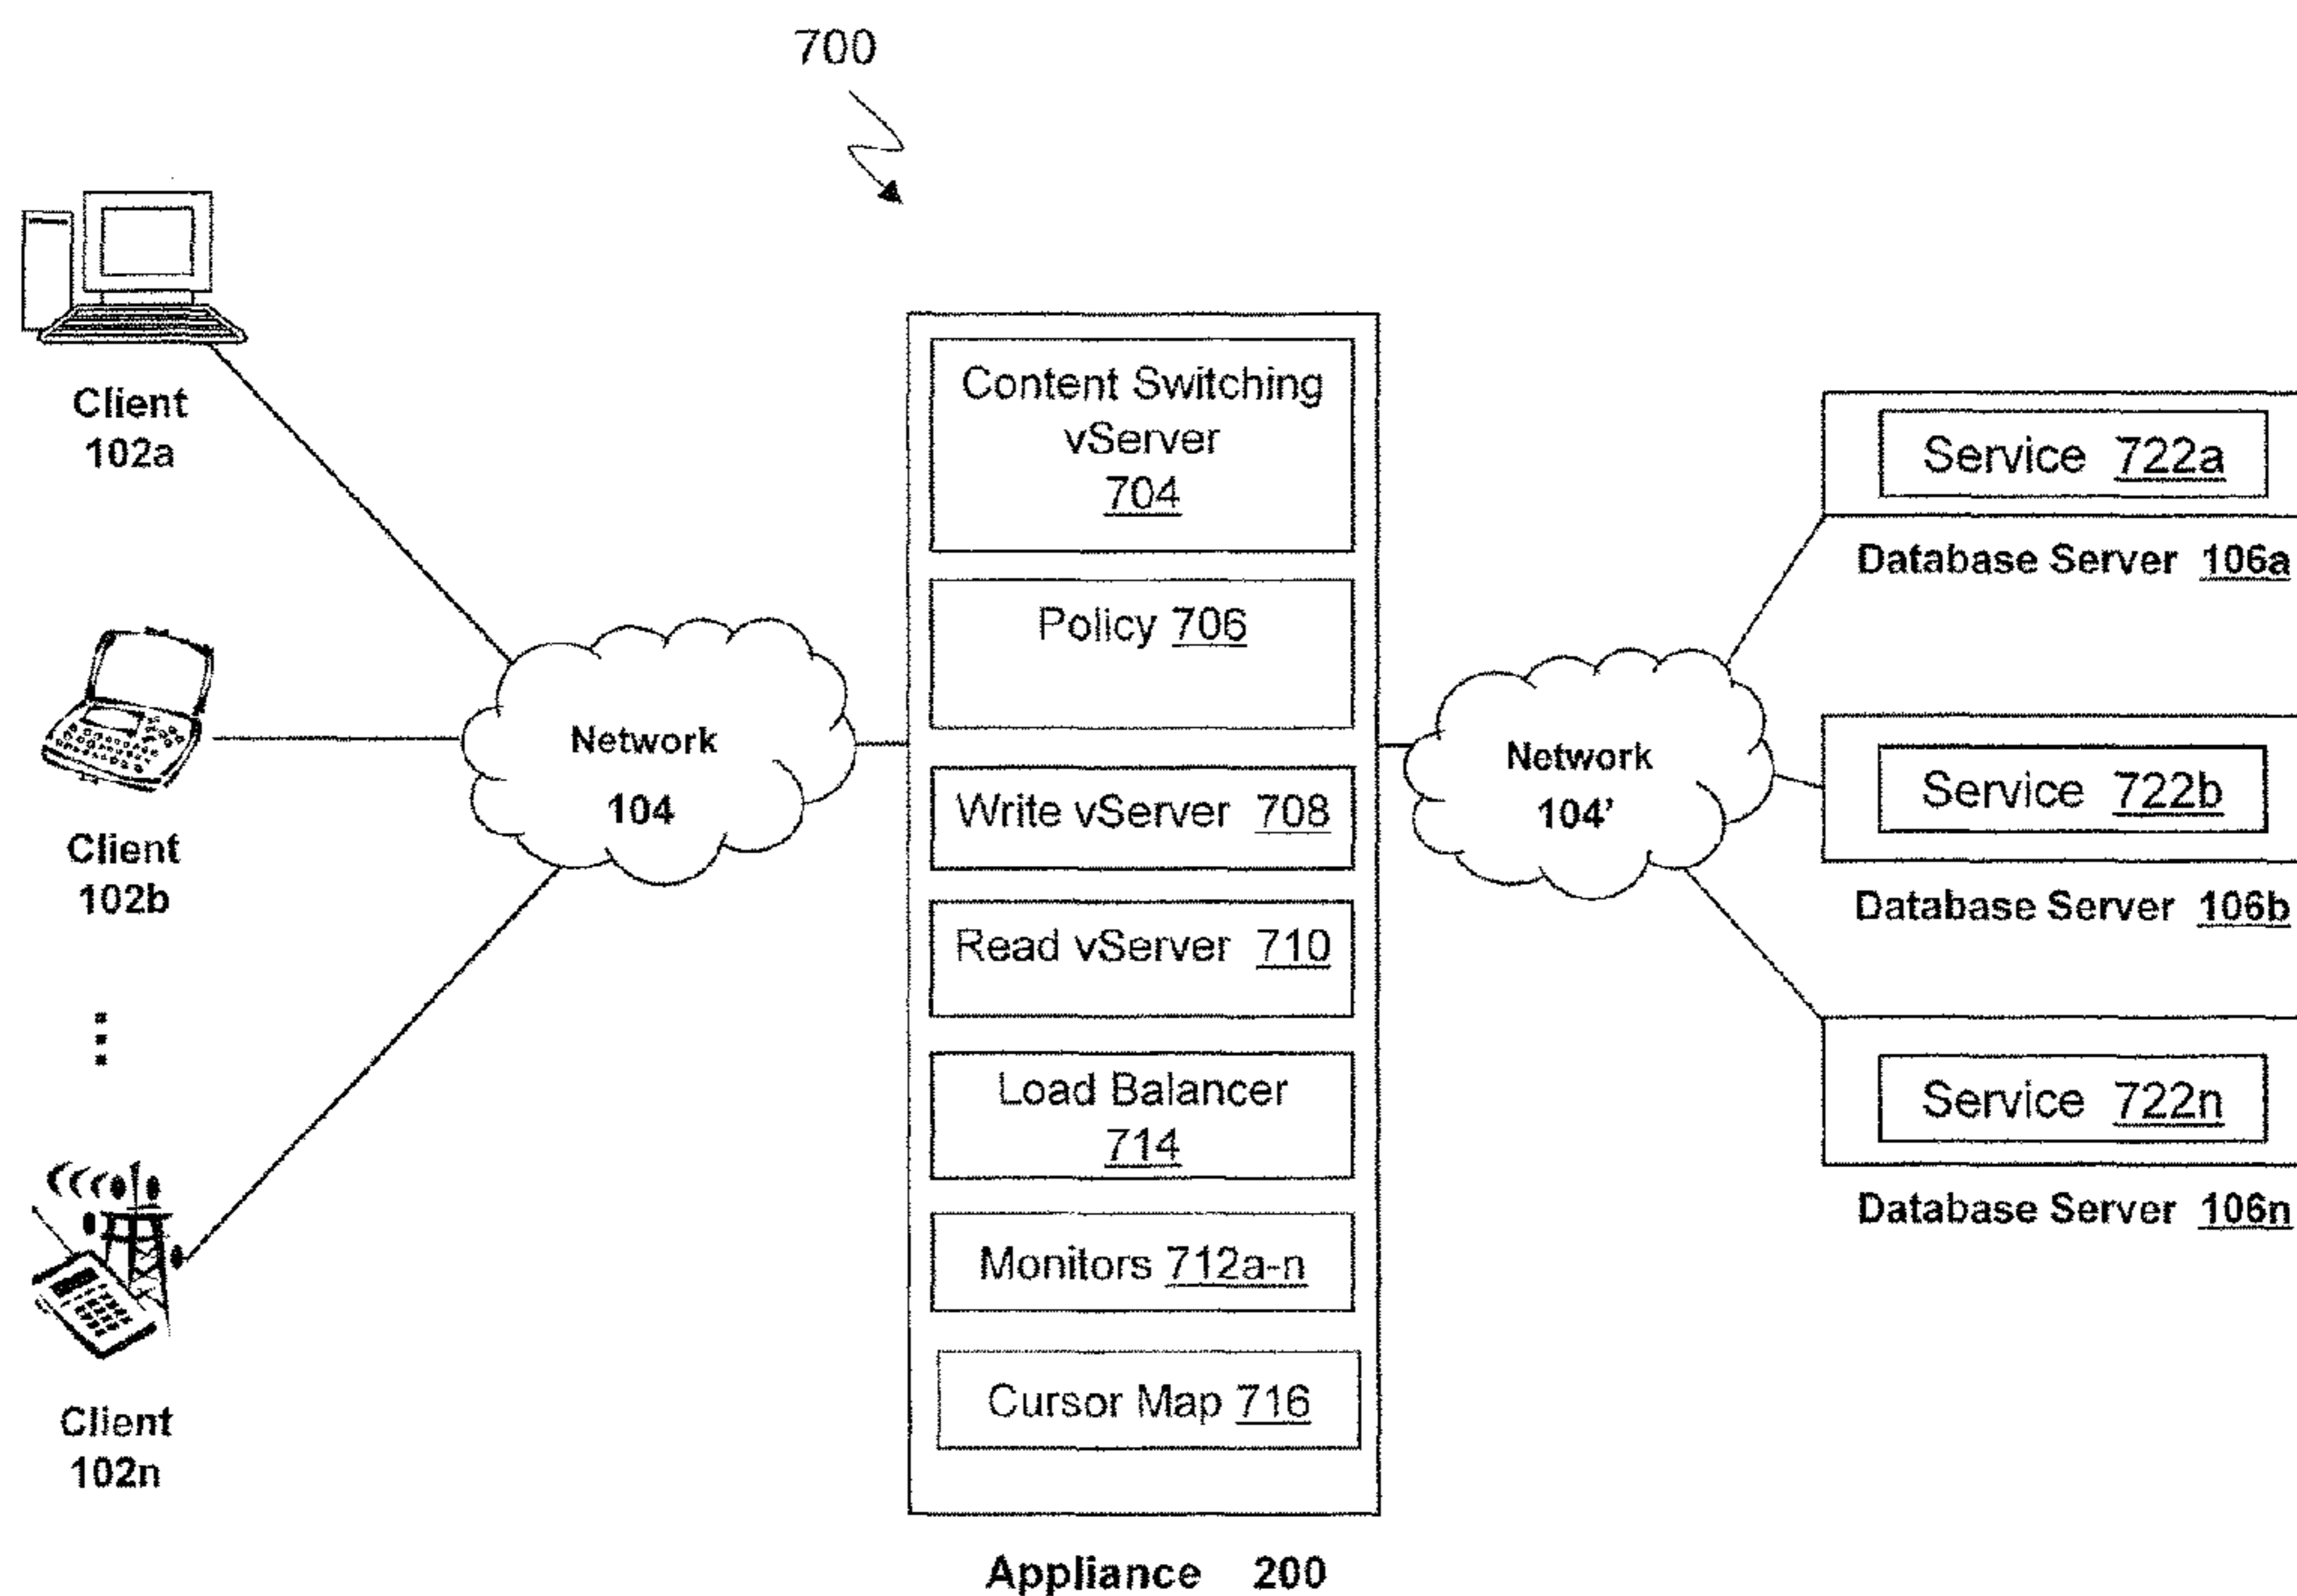 700
Client
102a
Client
102b
Client
102n
Network
104
Content Switching
vServer
704
Policy 706
Write vServer 708
Read vServer 710
Load Balancer
714
Monitors 712a-n
Cursor Map 716
Appliance 200
Network
104'
Service 722a
Database Server 106a
Service 722b
Database Server 106b
Service 722n
Database Server 106n